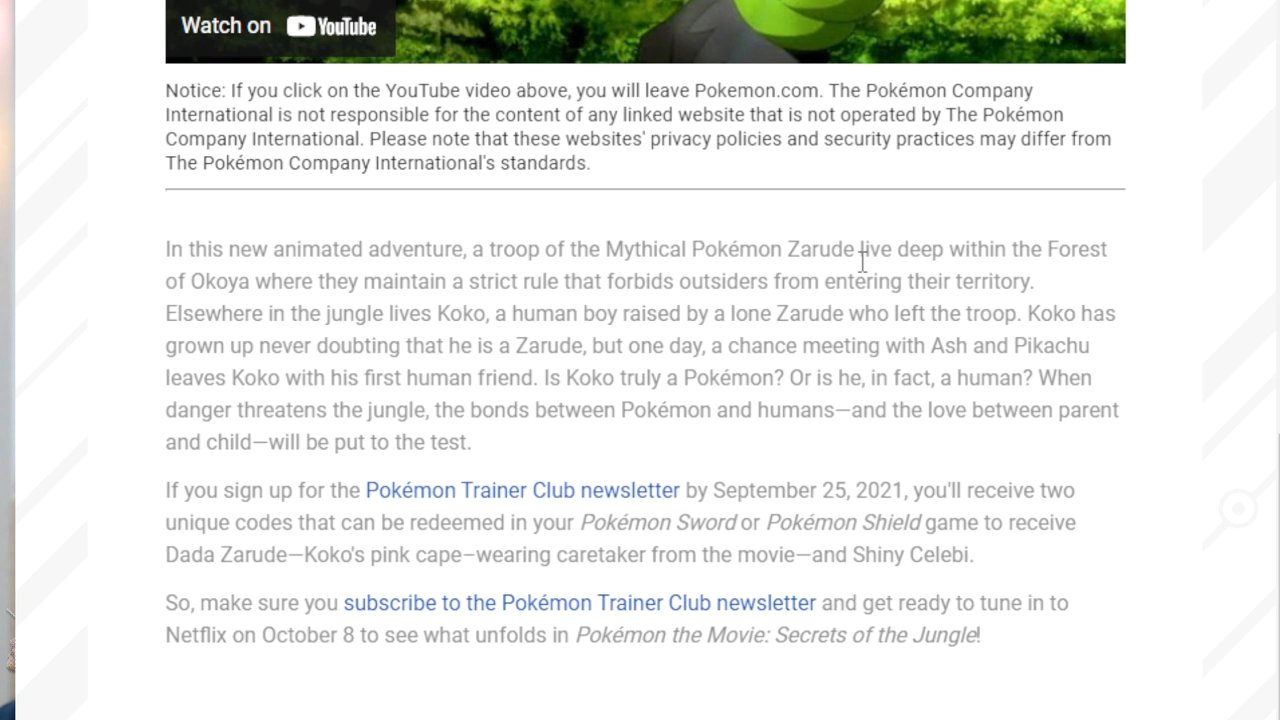 Watch on YouTube
Notice: If you click on the YouTube video above, you will leave Pokemon.com. The Pokémon Company
International is not responsible for the content of any linked website that is not operated by The Pokémon
Company International. Please note that these websites' privacy policies and security practices may differ from
The Pokémon Company International's standards.
In this new animated adventure, a troop of the Mythical Pokémon Zarude live deep within the Forest
of Okoya where they maintain a strict rule that forbids outsiders from entering their territory.
Elsewhere in the jungle lives Koko, a human boy raised by a lone Zarude who left the troop. Koko has
grown up never doubting that he is a Zarude, but one day, a chance meeting with Ash and Pikachu
leaves Koko with his first human friend. Is Koko truly a Pokémon? Or is he, in fact, a human? When
danger threatens the jungle, the bonds between Pokémon and humans—and the love between parent
and child—will be put to the test.
If you sign up for the Pokémon Trainer Club newsletter by September 25, 2021, you'll receive two
unique codes that can be redeemed in your Pokémon Sword or Pokémon Shield game to receive
Dada Zarude—Koko's pink cape–wearing caretaker from the movie—and Shiny Celebi.
So, make sure you subscribe to the Pokémon Trainer Club newsletter and get ready to tune in to
Netflix on October 8 to see what unfolds in Pokémon the Movie: Secrets of the Jungle!